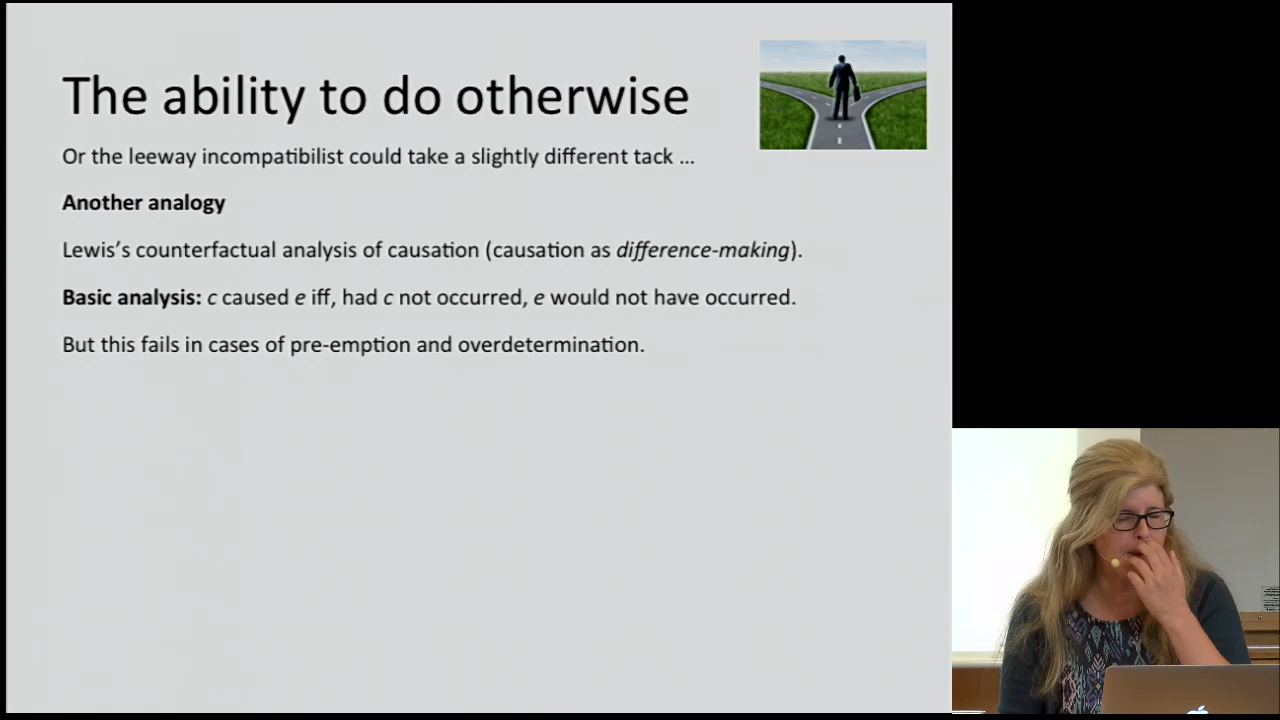 The ability to do otherwise
Or the leeway incompatibilist could take a slightly different tack ...
Another analogy
Lewis's counterfactual analysis of causation (causation as difference-making).
Basic analysis: c caused e iff, had c not occurred, e would not have occurred.
But this fails in cases of pre-emption and overdetermination.